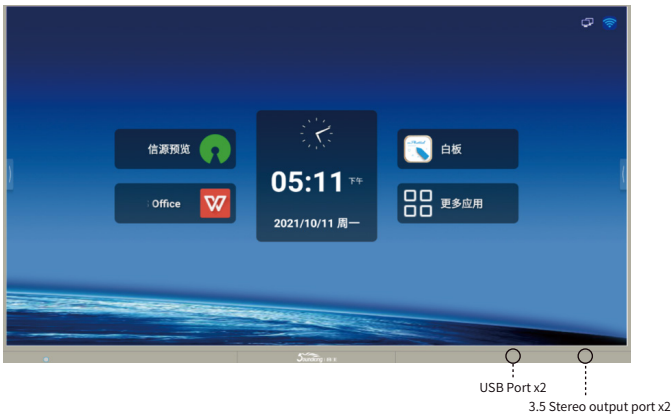 信源预览
Office
05:11 下午
2021/10/11 周一
白板
更多应用
Soundking
USB Port x2
3.5 Stereo output port x2